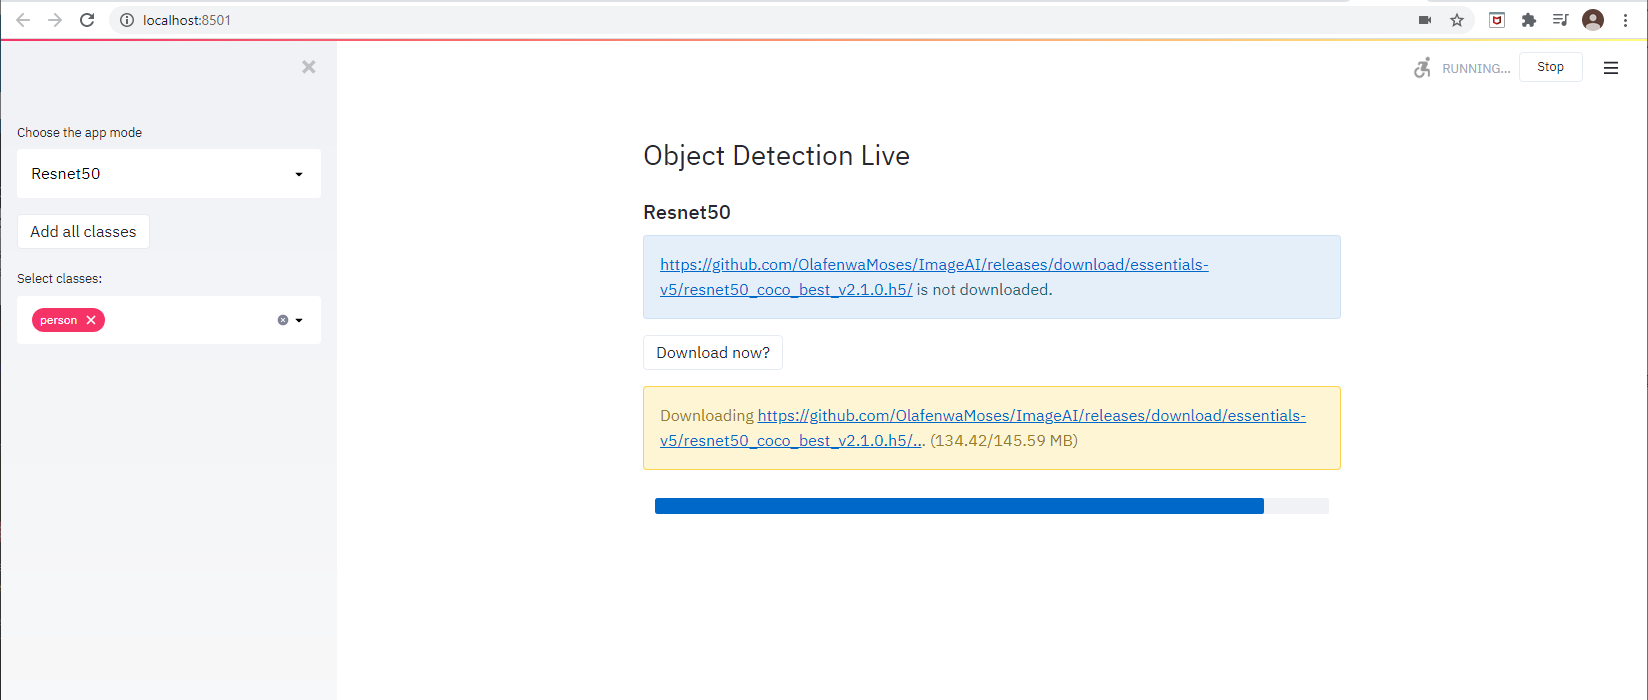 localhost:8501
RUNNING...
Stop
Choose the app mode
Resnet50
Add all classes
Select classes:
person
Object Detection Live
Resnet50
https://github.com/OlafenwaMoses/ImageAI/releases/download/essentials-
v5/resnet50_coco_best_v2.1.0.h5/ is not downloaded.
Download now?
Downloading https://github.com/OlafenwaMoses/ImageAI/releases/download/essentials-
v5/resnet50_coco_best_v2.1.0.h5/... (134.42/145.59 MB)